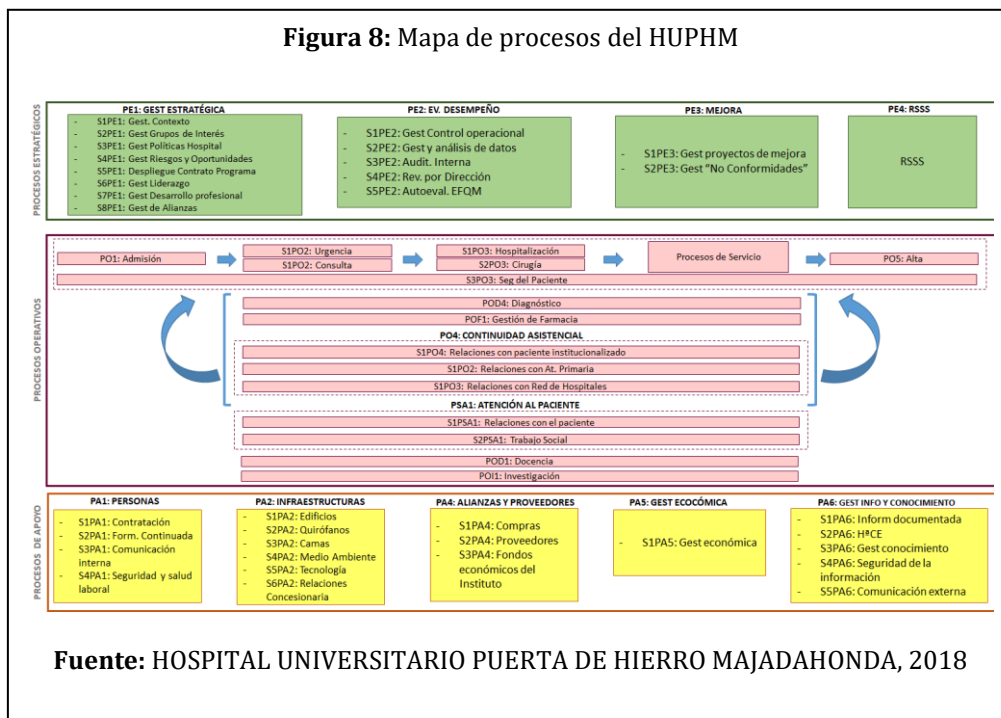 Figura 8: Mapa de procesos del HUPHM
PROCESOS ESTRATÉGICOS
PE1: GEST ESTRATÉGICA
- S1PE1: Gest. Contexto
- S2PE1: Gest Grupos de Interés
- S3PE1: Gest Políticas Hospital
- S4PE1: Gest Riesgos y Oportunidades
- S5PE1: Despliegue Contrato Programa
- S6PE1: Gest Liderazgo
- S7PE1: Gest Desarrollo profesional
- S8PE1: Gest de Alianzas
PE2: EV. DESEMPEÑO
- S1PE2: Gest Control operacional
- S2PE2: Gest y análisis de datos
- S3PE2: Audit. Interna
- S4PE2: Rev. por Dirección
- S5PE2: Autoeval. EFQM
PE3: MEJORA
- S1PE3: Gest proyectos de mejora
- S2PE3: Gest "No Conformidades"
PE4: RSSS
RSSS
PROCESOS OPERATIVOS
PO1: Admisión
S1PO2: Urgencia
S1PO2: Consulta
S1PO3: Hospitalización
S2PO3: Cirugía
Procesos de Servicio
PO5: Alta
S3PO3: Seg del Paciente
POD4: Diagnóstico
POF1: Gestión de Farmacia
PO4: CONTINUIDAD ASISTENCIAL
S1PO4: Relaciones con paciente institucionalizado
S1PO2: Relaciones con At. Primaria
S1PO3: Relaciones con Red de Hospitales
PSA1: ATENCIÓN AL PACIENTE
S1PSA1: Relaciones con el paciente
S2PSA1: Trabajo Social
POD1: Docencia
POI1: Investigación
PROCESOS DE APOYO
PA1: PERSONAS
- S1PA1: Contratación
- S2PA1: Form. Continuada
- S3PA1: Comunicación
interna
- S4PA1: Seguridad y salud
laboral
PA2: INFRAESTRUCTURAS
- S1PA2: Edificios
- S2PA2: Quirófanos
- S3PA2: Camas
- S4PA2: Medio Ambiente
- S5PA2: Tecnología
- S6PA2: Relaciones
Concesionaria
PA4: ALIANZAS Y PROVEEDORES
- S1PA4: Compras
- S2PA4: Proveedores
- S3PA4: Fondos
económicos del
Instituto
PA5: GEST ECOCÓMICA
- S1PA5: Gest económica
PA6: GEST INFO Y CONOCIMIENTO
- S1PA6: Inform documentada
- S2PA6: HªCE
- S3PA6: Gest conocimiento
- S4PA6: Seguridad de la
información
- S5PA6: Comunicación externa
Fuente: HOSPITAL UNIVERSITARIO PUERTA DE HIERRO MAJADAHONDA, 2018